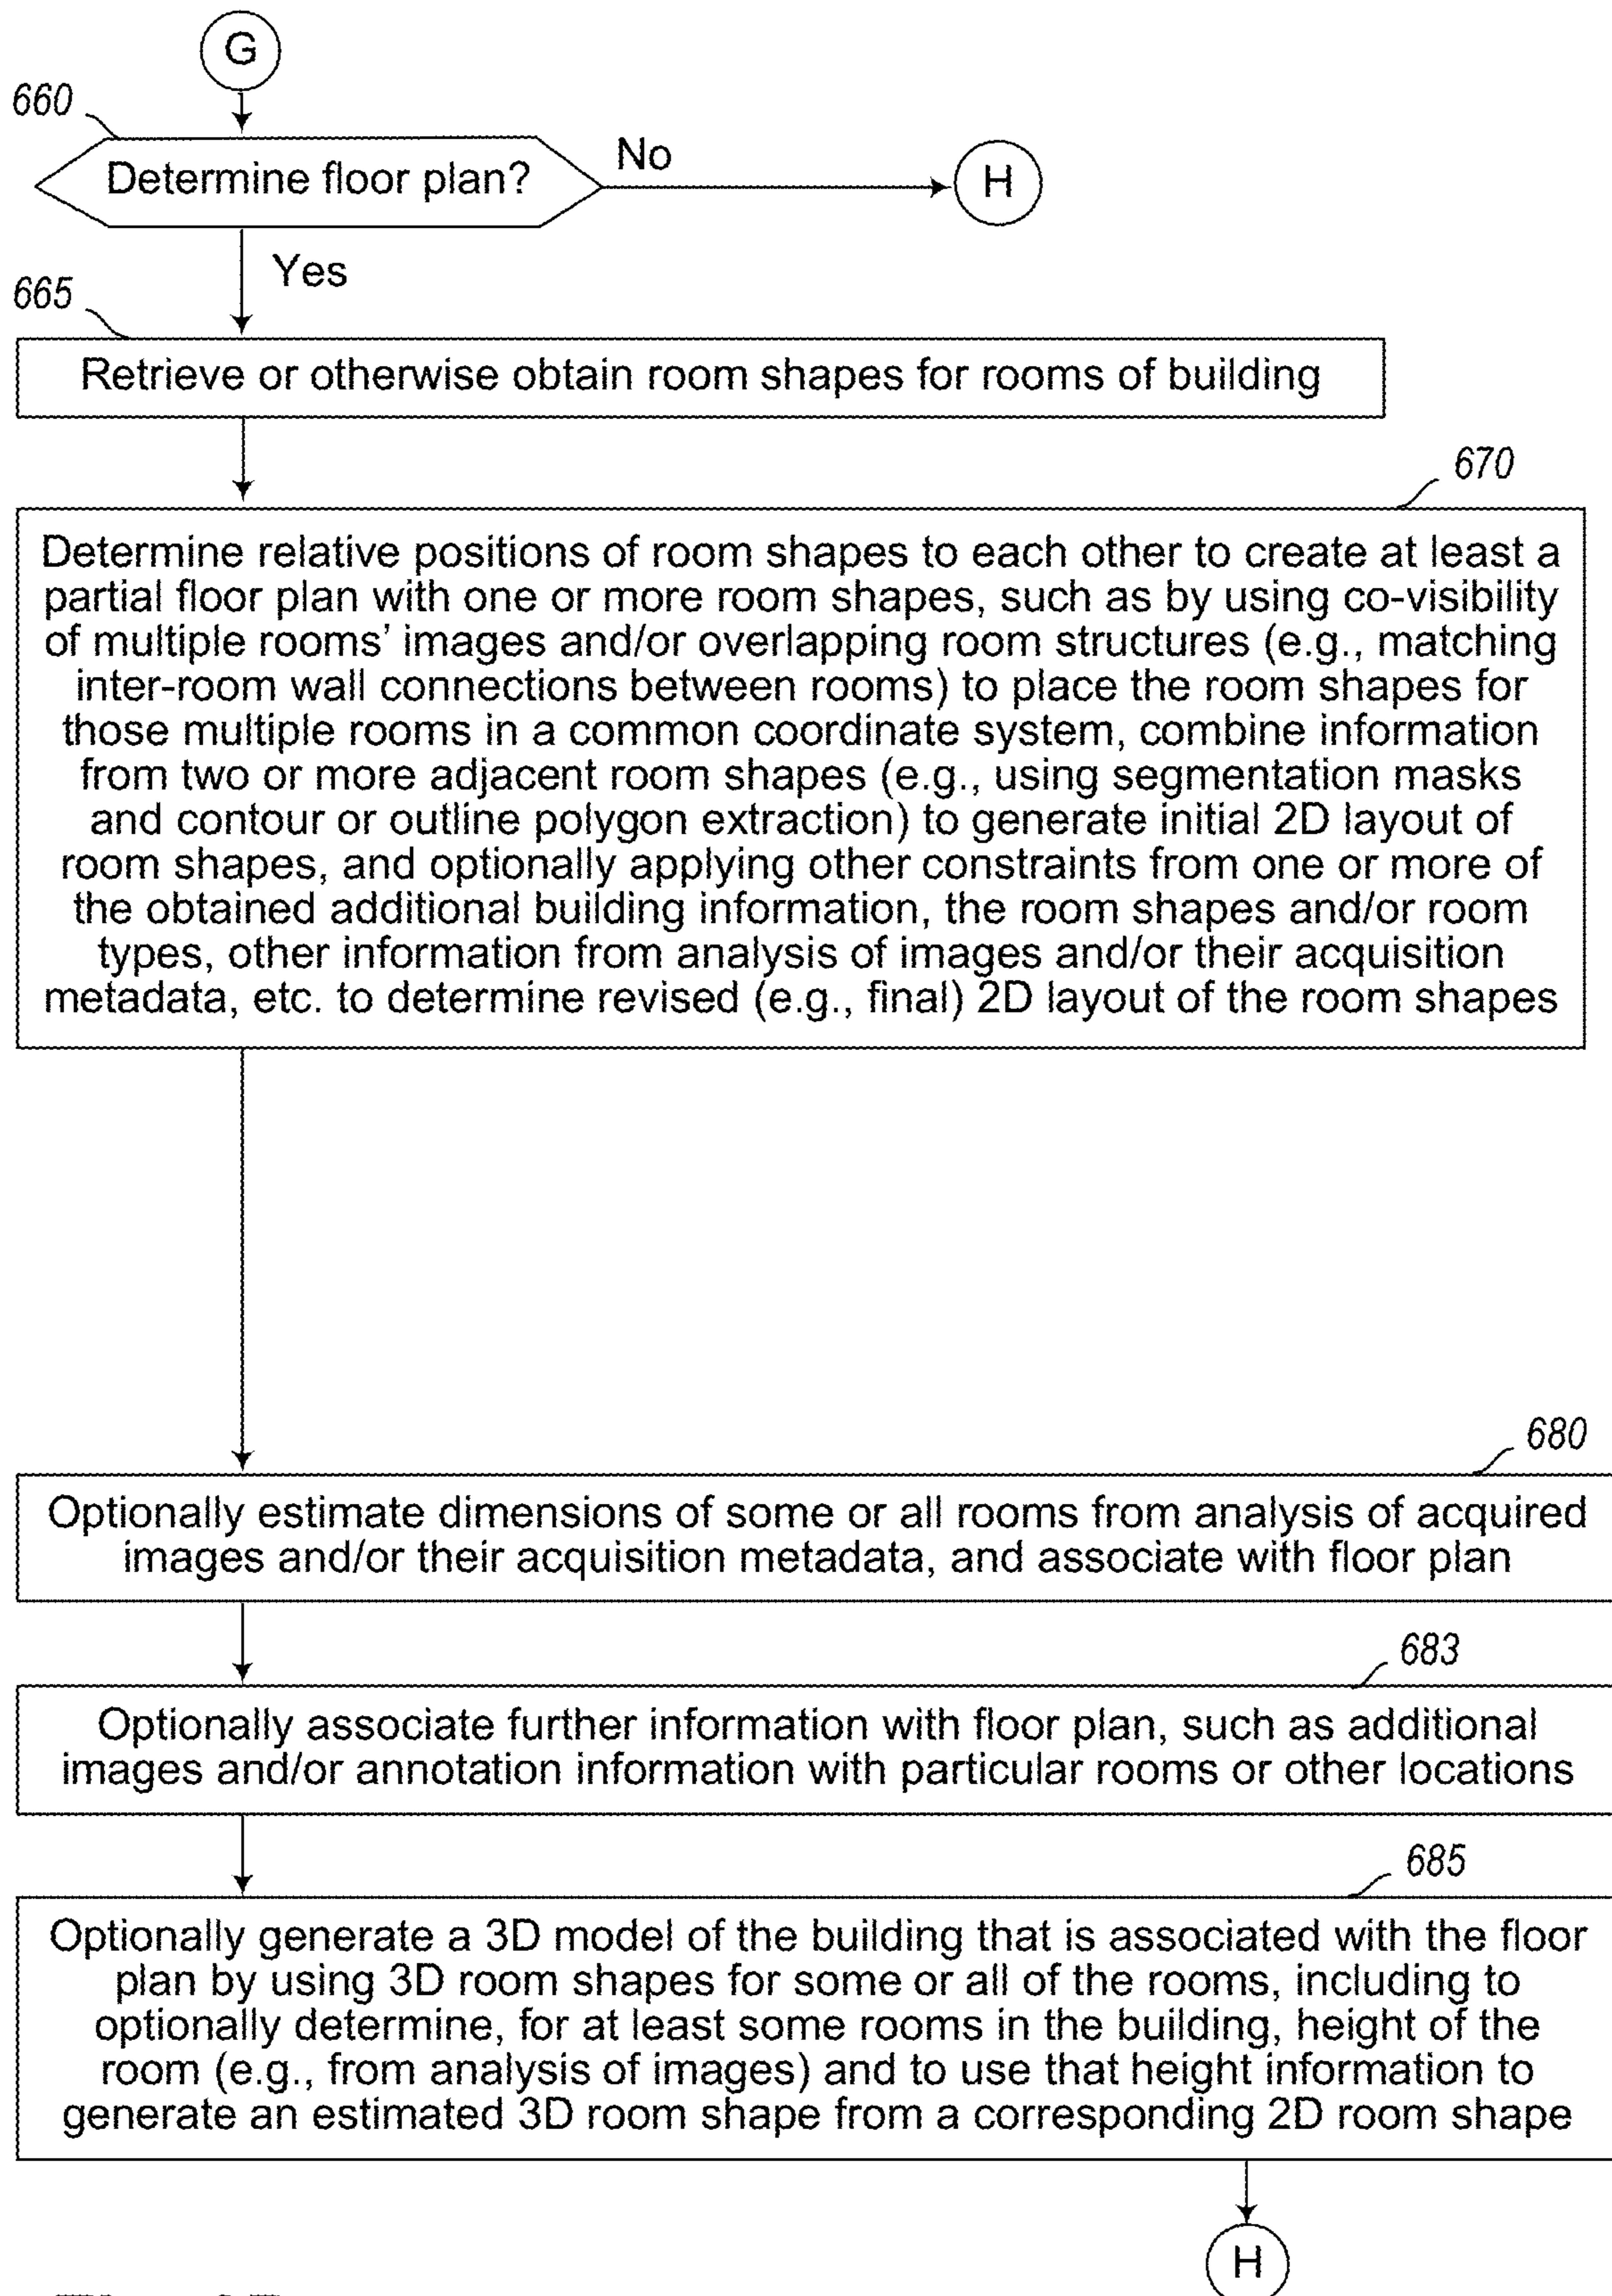 G
660
Determine floor plan?
No
H
Yes
665
Retrieve or otherwise obtain room shapes for rooms of building
670
Determine relative positions of room shapes to each other to create at least a
partial floor plan with one or more room shapes, such as by using co-visibility
of multiple rooms’ images and/or overlapping room structures (e.g., matching
inter-room wall connections between rooms) to place the room shapes for
those multiple rooms in a common coordinate system, combine information
from two or more adjacent room shapes (e.g., using segmentation masks
and contour or outline polygon extraction) to generate initial 2D layout of
room shapes, and optionally applying other constraints from one or more of
the obtained additional building information, the room shapes and/or room
types, other information from analysis of images and/or their acquisition
metadata, etc. to determine revised (e.g., final) 2D layout of the room shapes
680
Optionally estimate dimensions of some or all rooms from analysis of acquired
images and/or their acquisition metadata, and associate with floor plan
683
Optionally associate further information with floor plan, such as additional
images and/or annotation information with particular rooms or other locations
685
Optionally generate a 3D model of the building that is associated with the floor
plan by using 3D room shapes for some or all of the rooms, including to
optionally determine, for at least some rooms in the building, height of the
room (e.g., from analysis of images) and to use that height information to
generate an estimated 3D room shape from a corresponding 2D room shape
H